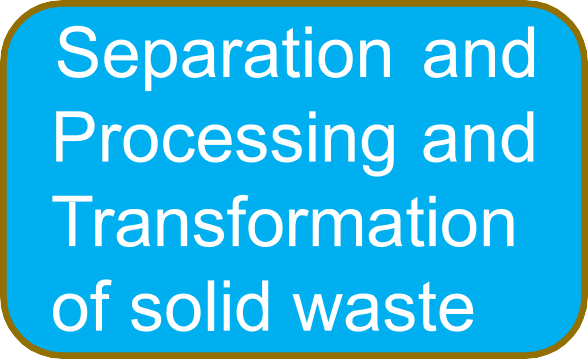 Separation and
Processing and
Transformation
of solid waste